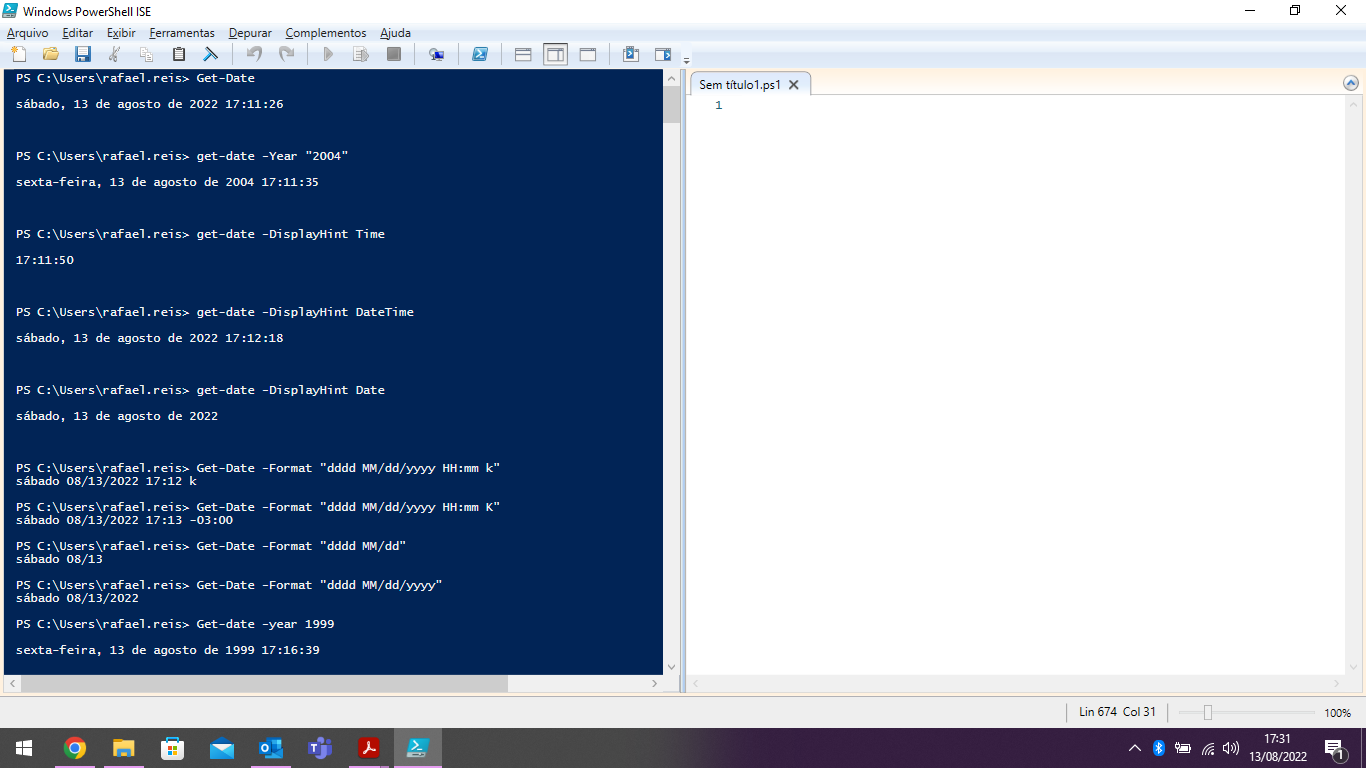 Windows PowerShell ISE
Arquivo Editar Exibir Ferramentas Depurar Complementos Ajuda
PS C:\Users\rafael.reis> Get-Date
sábado, 13 de agosto de 2022 17:11:26
PS C:\Users\rafael.reis> get-date -Year "2004"
sexta-feira, 13 de agosto de 2004 17:11:35
PS C:\Users\rafael.reis> get-date -DisplayHint Time
17:11:50
PS C:\Users\rafael.reis> get-date -DisplayHint DateTime
sábado, 13 de agosto de 2022 17:12:18
PS C:\Users\rafael.reis> get-date -DisplayHint Date
sábado, 13 de agosto de 2022
PS C:\Users\rafael.reis> Get-Date -Format "dddd MM/dd/yyyy HH:mm k"
sábado 08/13/2022 17:12 k
PS C:\Users\rafael.reis> Get-Date -Format "dddd MM/dd/yyyy HH:mm K"
sábado 08/13/2022 17:13 -03:00
PS C:\Users\rafael.reis> Get-Date -Format "dddd MM/dd"
sábado 08/13
PS C:\Users\rafael.reis> Get-Date -Format "dddd MM/dd/yyyy"
sábado 08/13/2022
PS C:\Users\rafael.reis> Get-date -year 1999
sexta-feira, 13 de agosto de 1999 17:16:39
Sem título1.ps1
1
Lin 674 Col 31
100%
17:31
13/08/2022
1